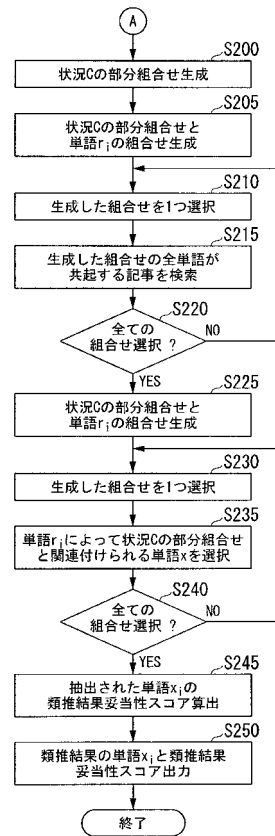 A
S200
状況Cの部分組合せ生成
S205
状況Cの部分組合せと
単語rjの組合せ生成
S210
生成した組合せを1つ選択
S215
生成した組合せの全単語が
共起する記事を検索
S220
全ての
組合せ選択 ?
NO
YES
S225
状況Cの部分組合せと
単語rjの組合せ生成
S230
生成した組合せを1つ選択
S235
単語rjによって状況Cの部分組合せ
と関連付けられる単語xを選択
S240
全ての
組合せ選択 ?
NO
YES
S245
抽出された単語xiの
類推結果妥当性スコア算出
S250
類推結果の単語xiと類推結果
妥当性スコア出力
終了